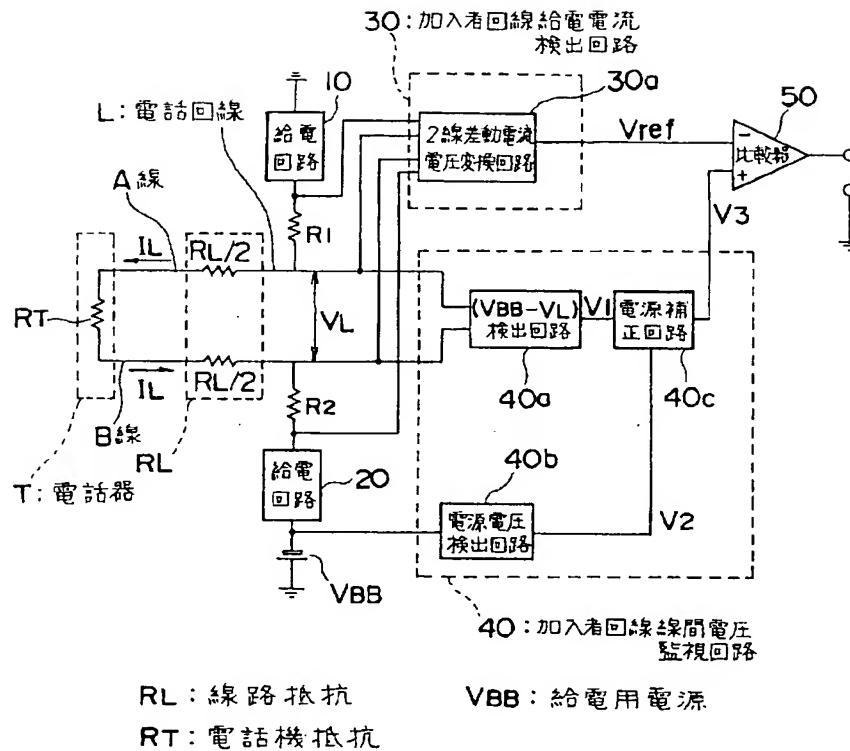 30:加入者回線給電電流
検出回路
10
30a
50
L:電話回線
給電
回路
2線差動電流
電圧変換回路
Vref
−
比較器
+
A線
R1
V3
IL
RL/2
RT
VL
(VBB-VL)
検出回路
V1
電源補
正回路
RL/2
IL
R2
40a
40c
B線
RL
40b
給電
回路
20
T:電話器
電源電圧
検出回路
V2
VBB
40:加入者回線線間電圧
監視回路
RL:線路抵抗
VBB:給電用電源
RT:電話機抵抗